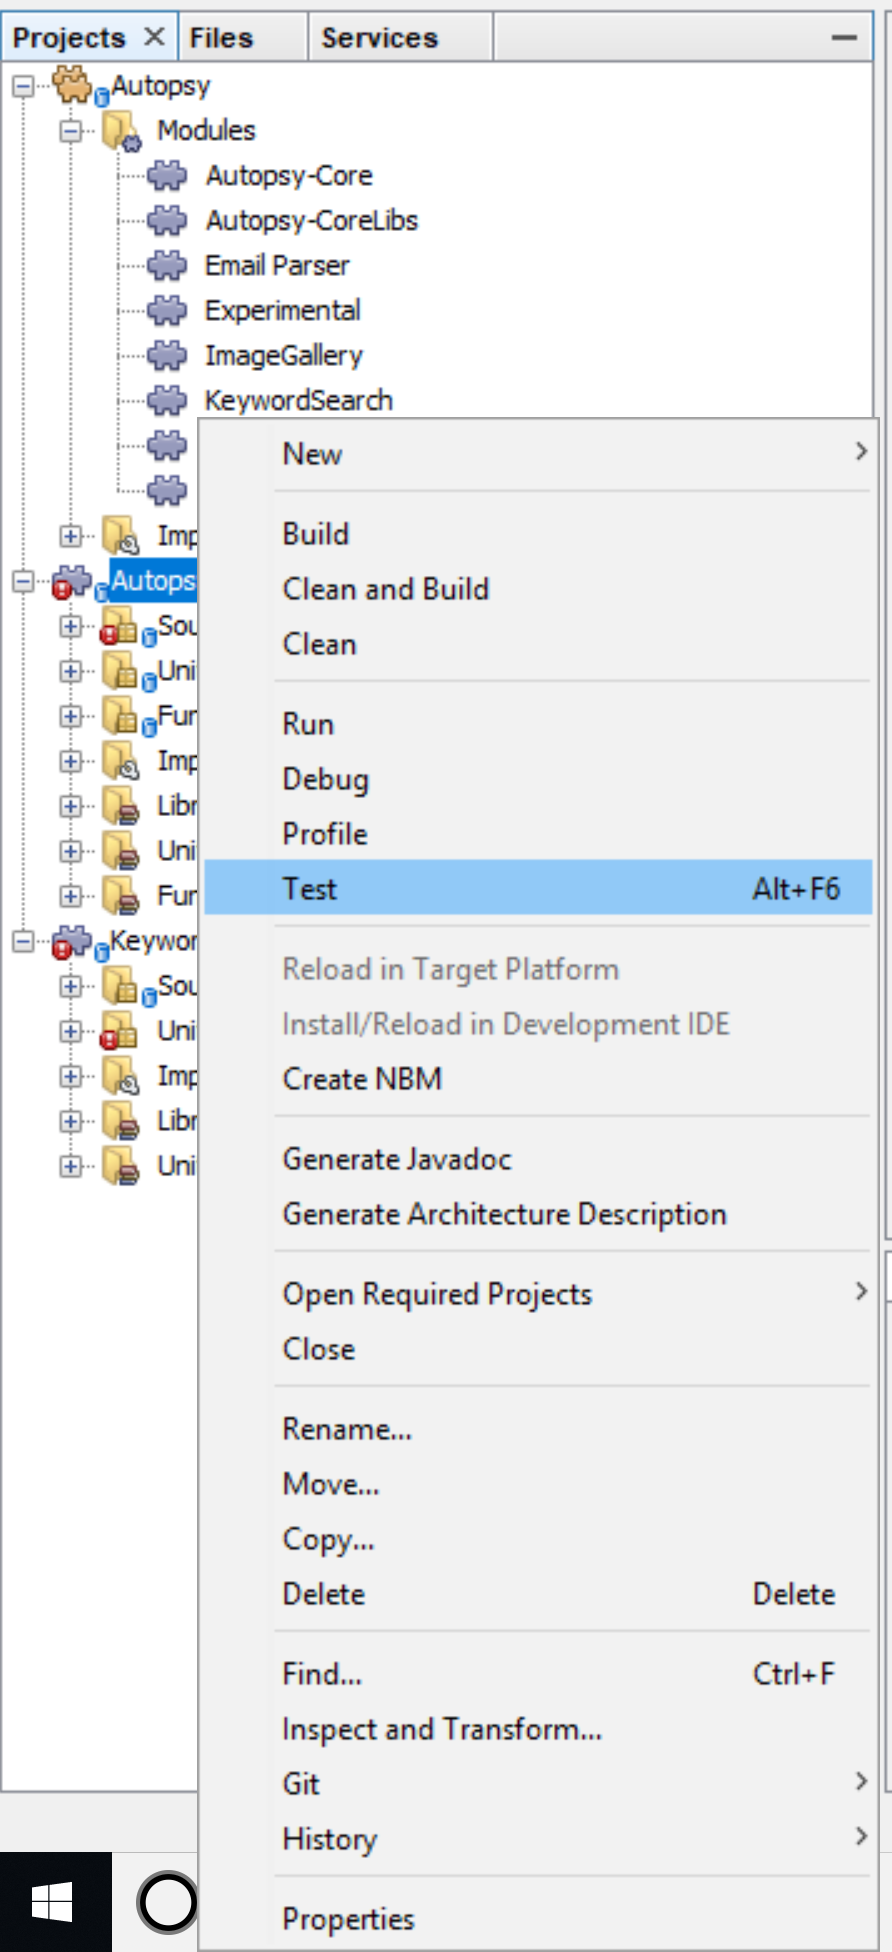 Projects Files Services
Autopsy
Modules
Autopsy-Core
Autopsy-CoreLibs
Email Parser
Experimental
ImageGallery
KeywordSearch
New
Build
Imp
Clean and Build
Autops
Sou
Clean
Uni
Fur
Run
Imp
Debug
Libr
Profile
Uni
Test Alt+F6
Fur
Keywor
Reload in Target Platform
Sou
Install/Reload in Development IDE
Uni
Create NBM
Imp
Libr
Generate Javadoc
Uni
Generate Architecture Description
Open Required Projects
Close
Rename...
Move...
Copy...
Delete Delete
Find... Ctrl+F
Inspect and Transform...
Git
History
Properties